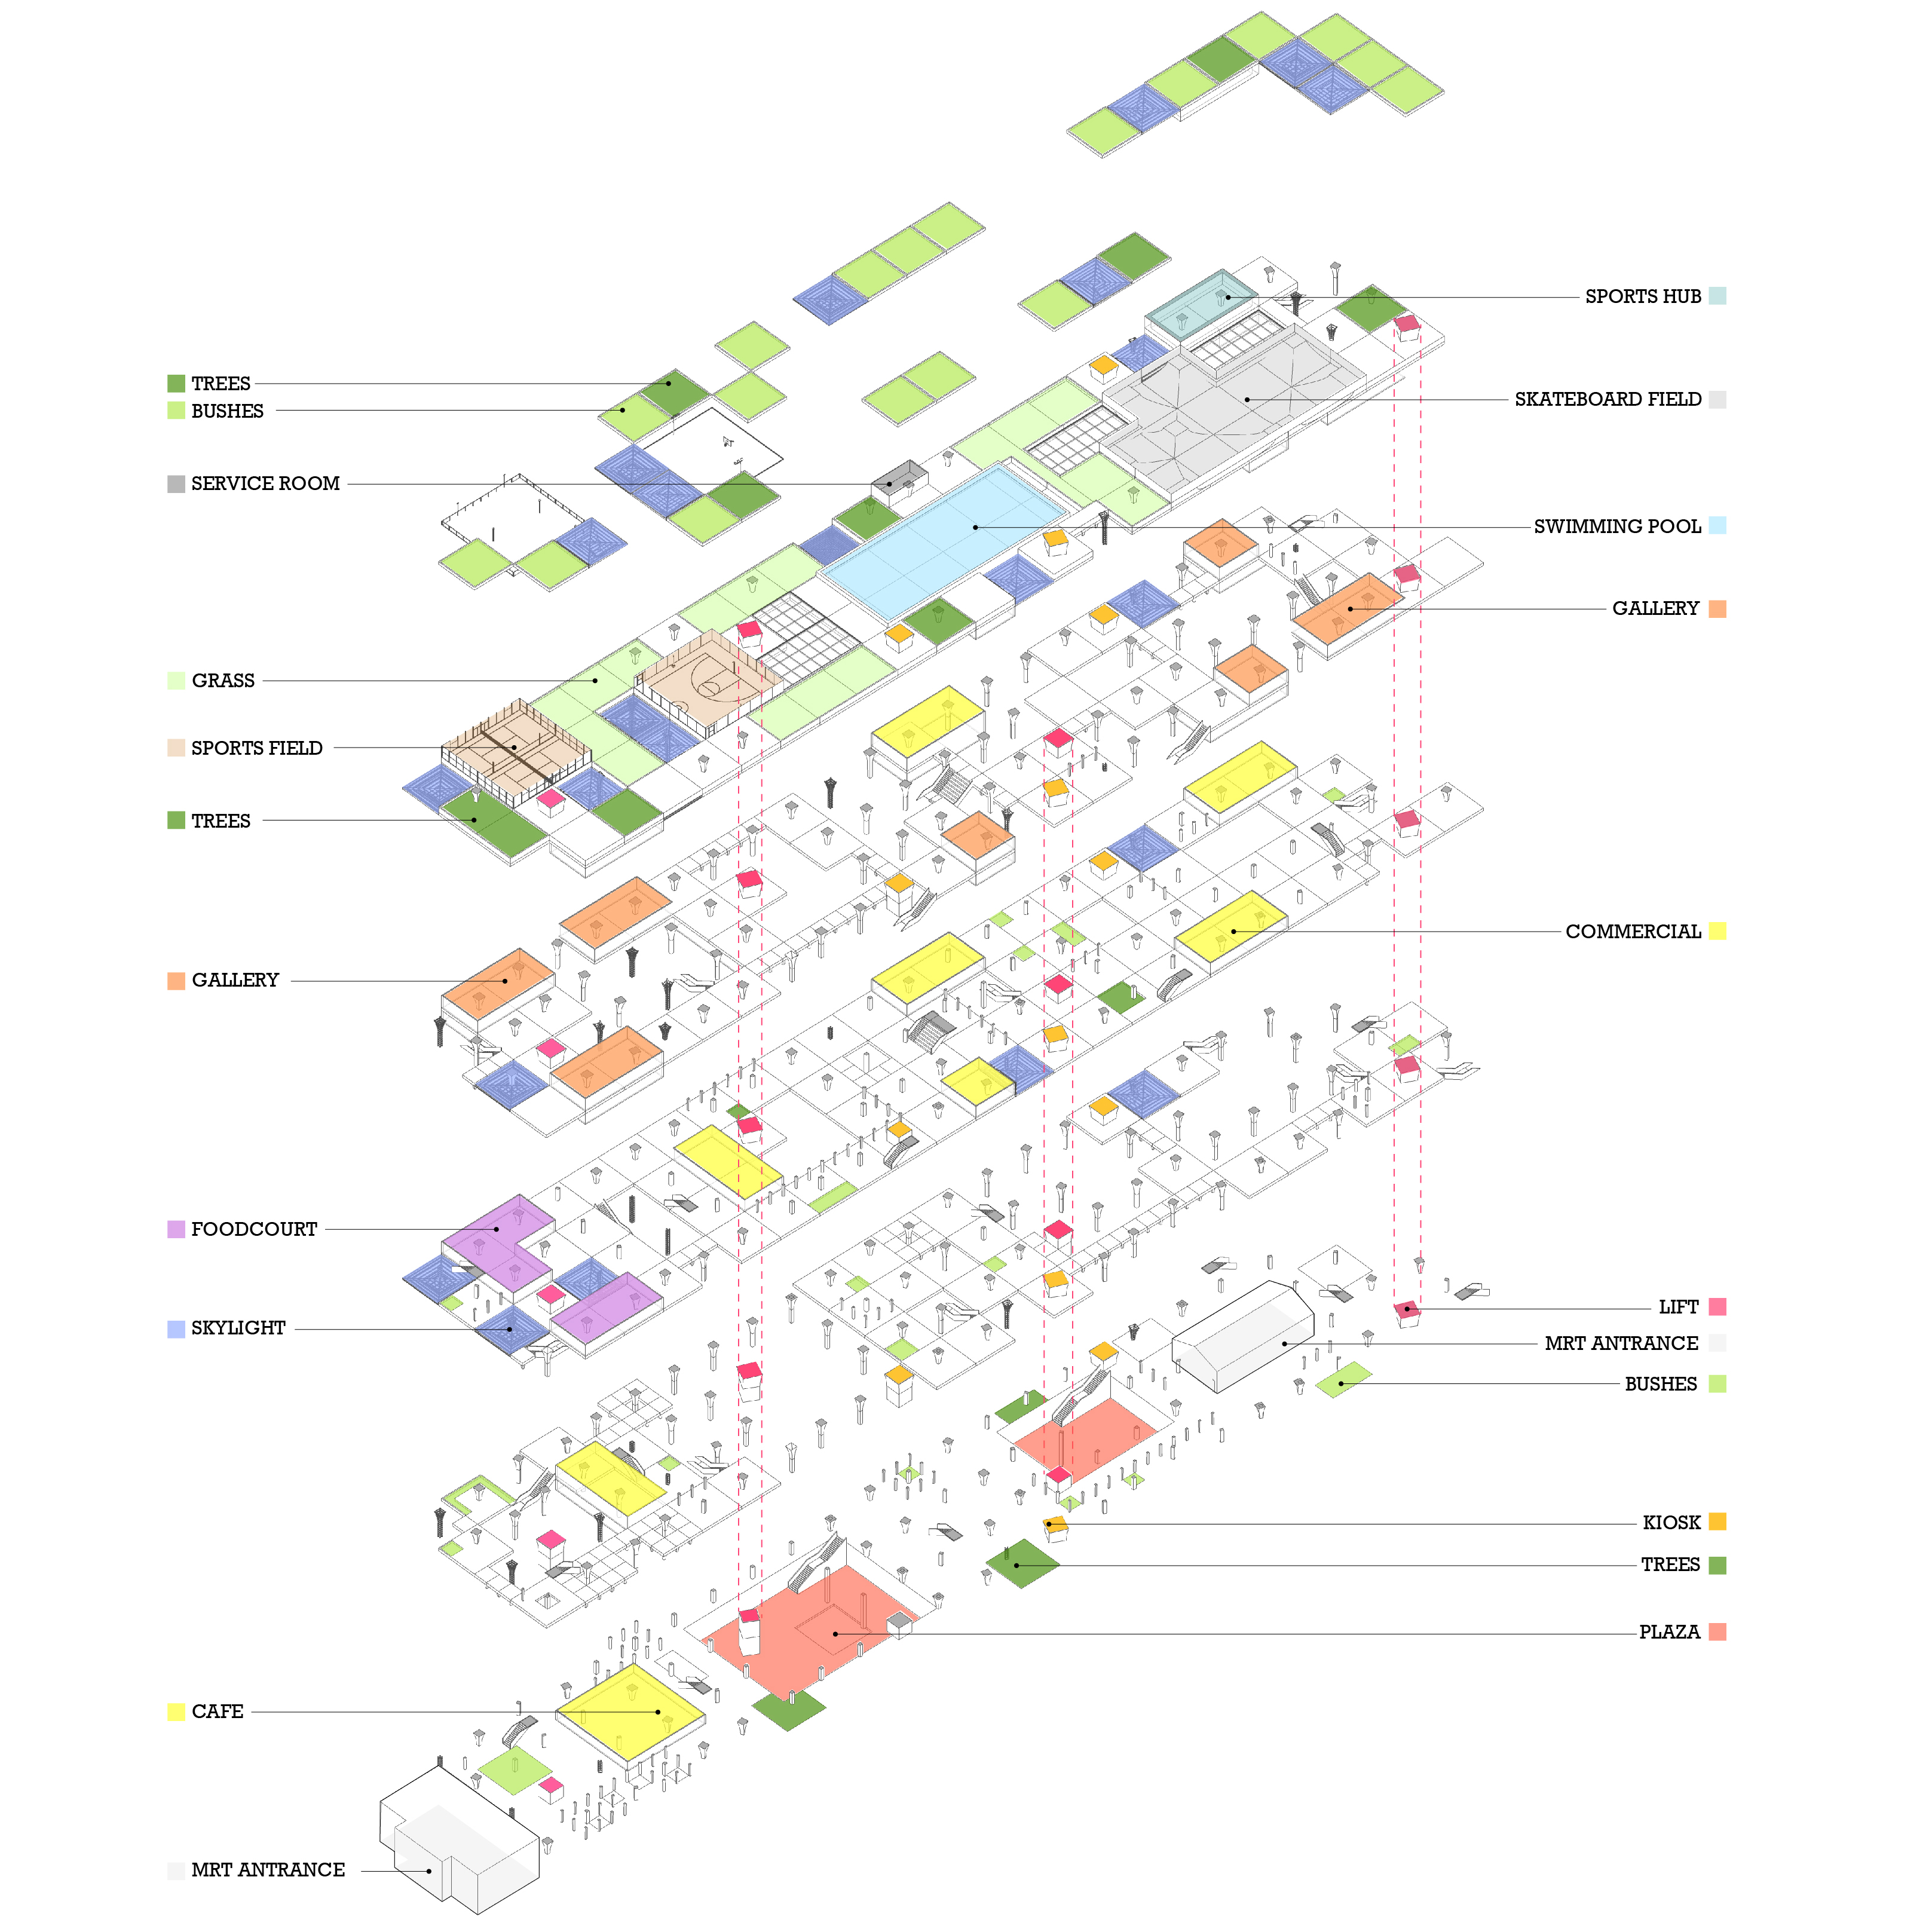 SPORTS HUB
TREES
BUSHES
SKATEBOARD FIELD
SERVICE ROOM
SWIMMING POOL
GALLERY
GRASS
SPORTS FIELD
TREES
COMMERCIAL
GALLERY
FOODCOURT
SKYLIGHT
LIFT
MRT ANTRANCE
BUSHES
KIOSK
TREES
PLAZA
CAFE
MRT ANTRANCE